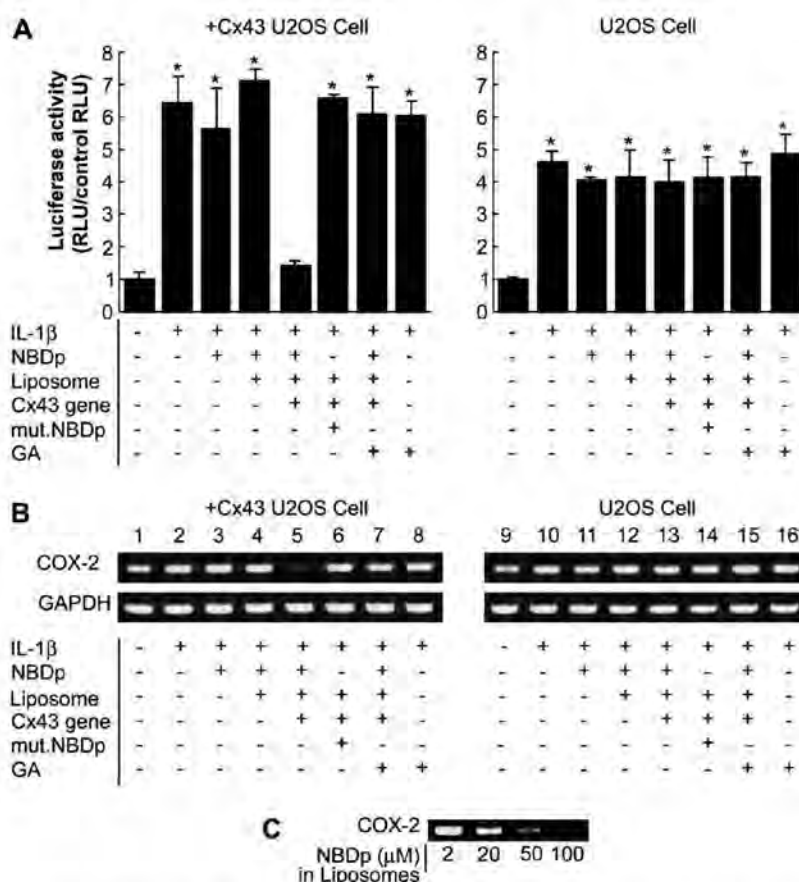 A
+Cx43 U2OS Cell
U2OS Cell
Luciferase activity
(RLU/control RLU)
8
7
6
5
4
3
2
1
0
* * * * * *
8
7
6
5
4
3
2
1
0
* * * * * * *
IL-1β - + + + + + + + - + + + + + + +
NBDp - - + + + - + - - - + + + - + -
Liposome - - - + + + + - - - - + + + + -
Cx43 gene - - - - + + + - - - - - + + + -
mut.NBDp - - - - - + - - - - - - - + - -
GA - - - - - - + + - - - - - - + +
B
+Cx43 U2OS Cell
U2OS Cell
1 2 3 4 5 6 7 8 9 10 11 12 13 14 15 16
COX-2
GAPDH
IL-1β - + + + + + + + - + + + + + + +
NBDp - - + + + - + - - - + + + - + -
Liposome - - - + + + + - - - - + + + + -
Cx43 gene - - - - + + + - - - - - + + + -
mut.NBDp - - - - - + - - - - - - - + - -
GA - - - - - - + + - - - - - - + +
C
COX-2
NBDp (μM) 2 20 50 100
in Liposomes